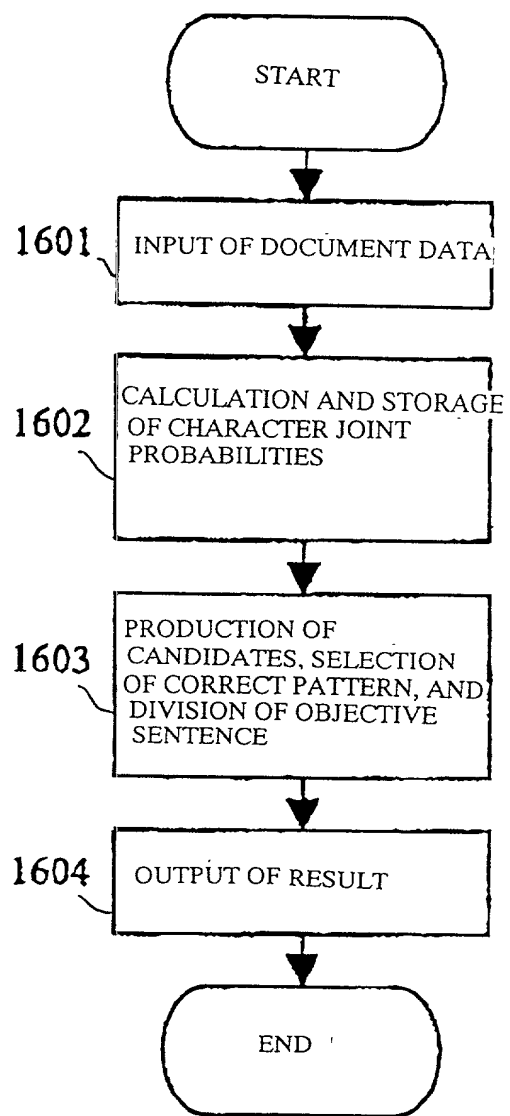 START
1601
INPUT OF DOCUMENT DATA
1602
CALCULATION AND STORAGE
OF CHARACTER JOINT
PROBABILITIES
1603
PRODUCTION OF
CANDIDATES, SELECTION
OF CORRECT PATTERN, AND
DIVISION OF OBJECTIVE
SENTENCE
1604
OUTPUT OF RESULT
END